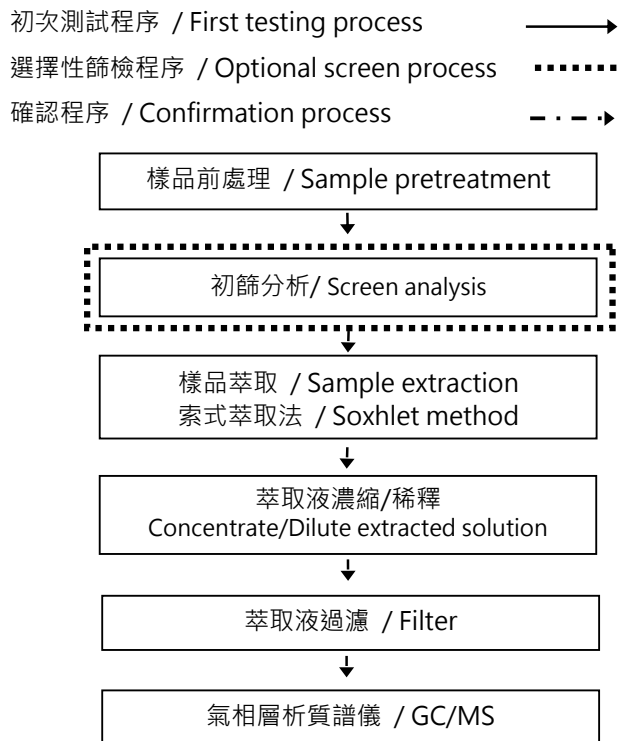 初次測試程序 / First testing process
選擇性篩檢程序 / Optional screen process
確認程序 / Confirmation process
樣品前處理 / Sample pretreatment
初篩分析/ Screen analysis
樣品萃取 / Sample extraction
索式萃取法 / Soxhlet method
萃取液濃縮/稀釋
Concentrate/Dilute extracted solution
萃取液過濾 / Filter
氣相層析質譜儀 / GC/MS